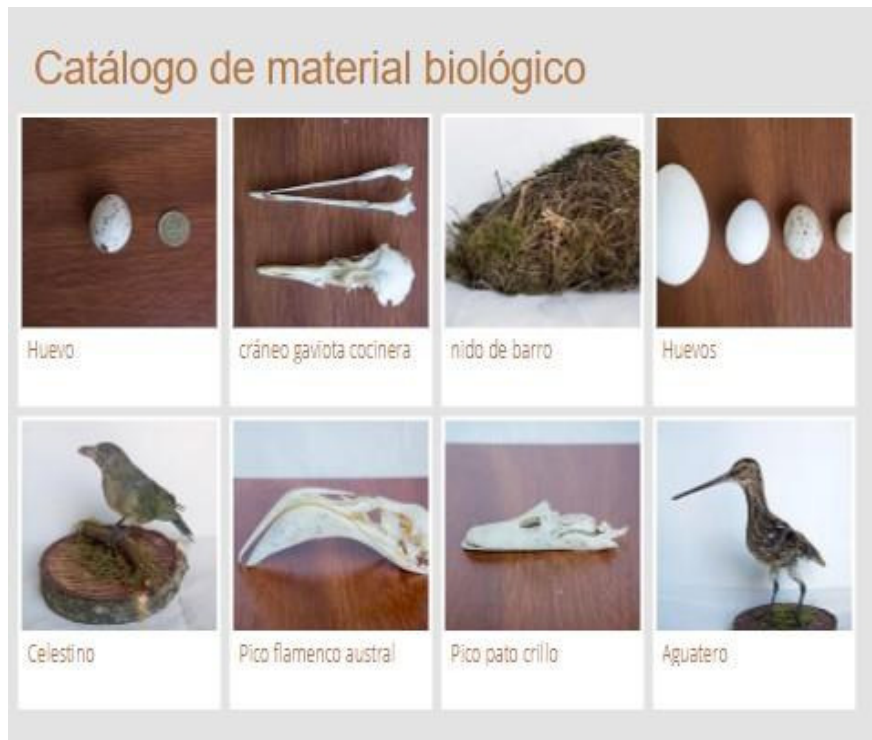 Catálogo de material biológico
Huevo
cráneo gaviota cocinera
nido de barro
Huevos
Celestino
Pico flamenco austral
Pico pato crillo
Aguatero